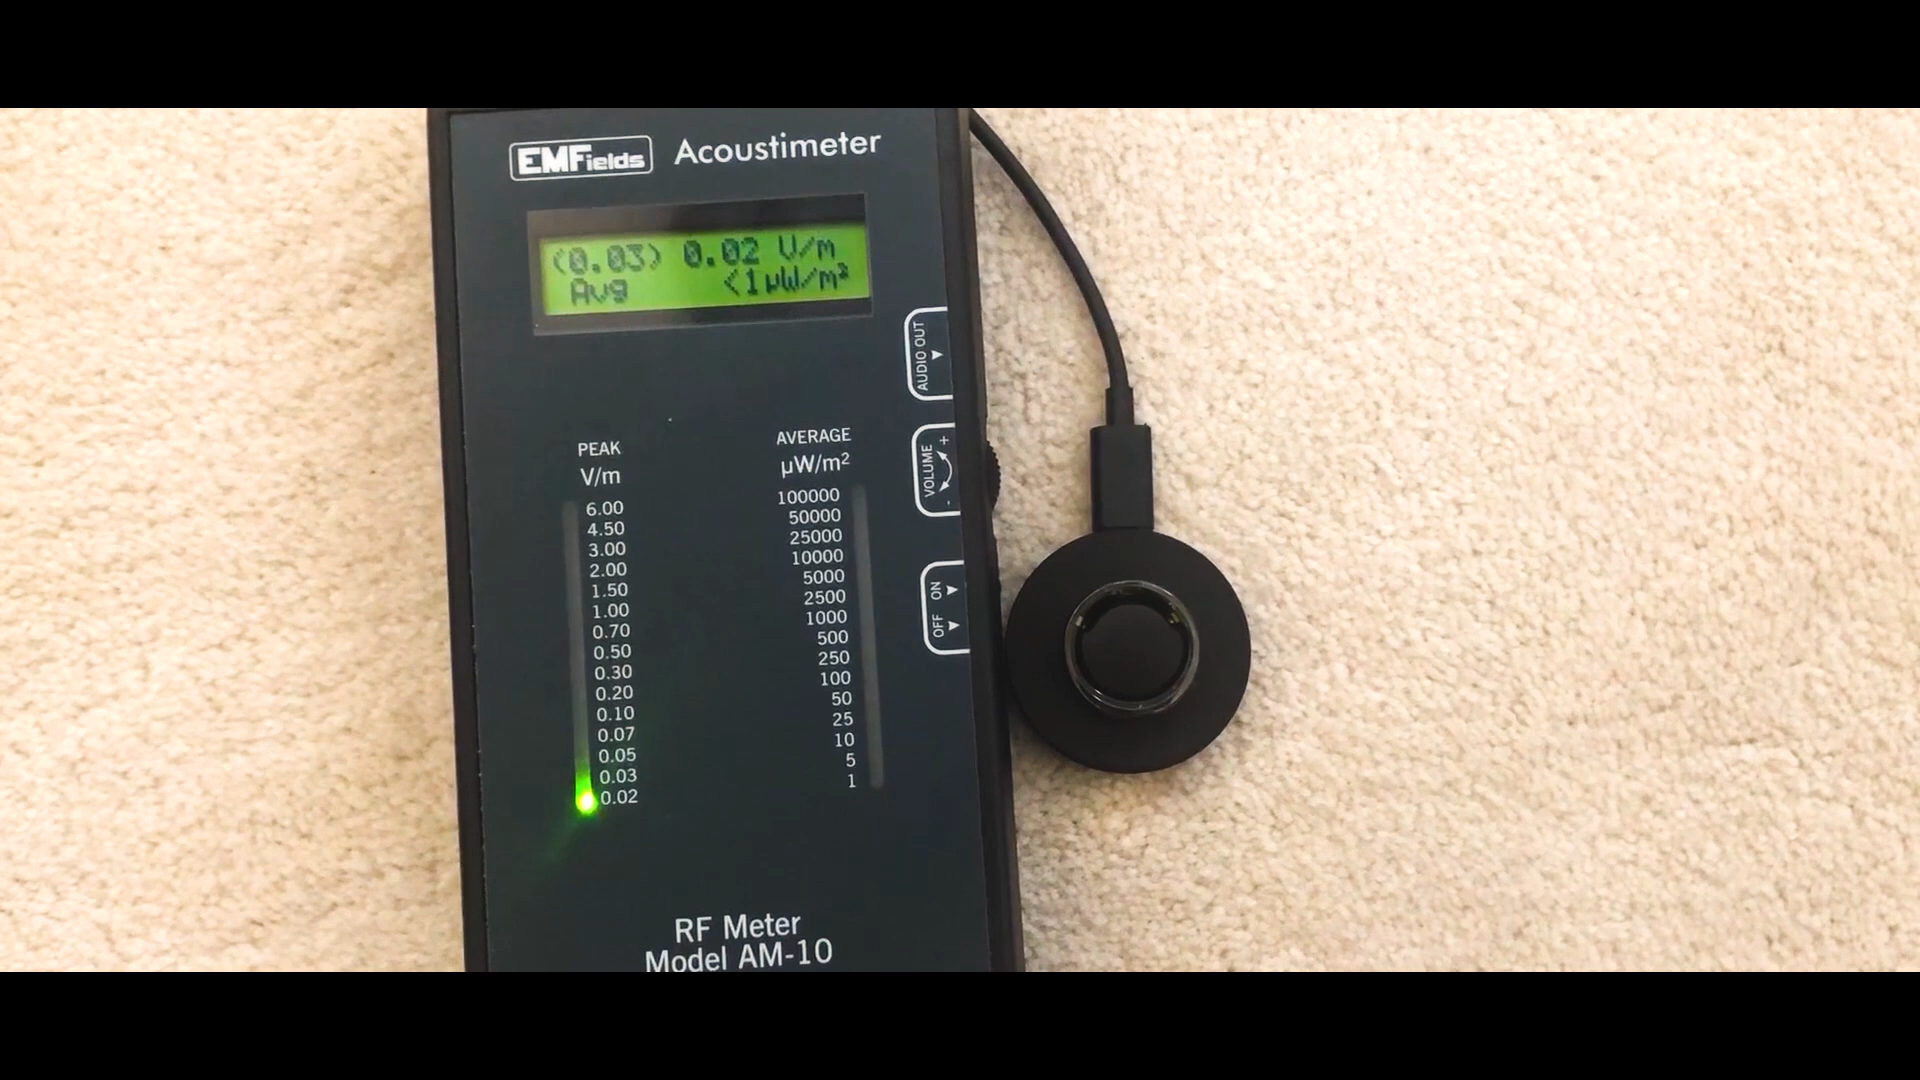 EMFields Acoustimeter
(0.03) 0.02 V/m
Avg <1µW/m²
AUDIO OUT
VOLUME
- +
OFF ON
PEAK
V/m
6.00
4.50
3.00
2.00
1.50
1.00
0.70
0.50
0.30
0.20
0.10
0.07
0.05
0.03
0.02
AVERAGE
µW/m²
100000
50000
25000
10000
5000
2500
1000
500
250
100
50
25
10
5
1
RF Meter
Model AM-10